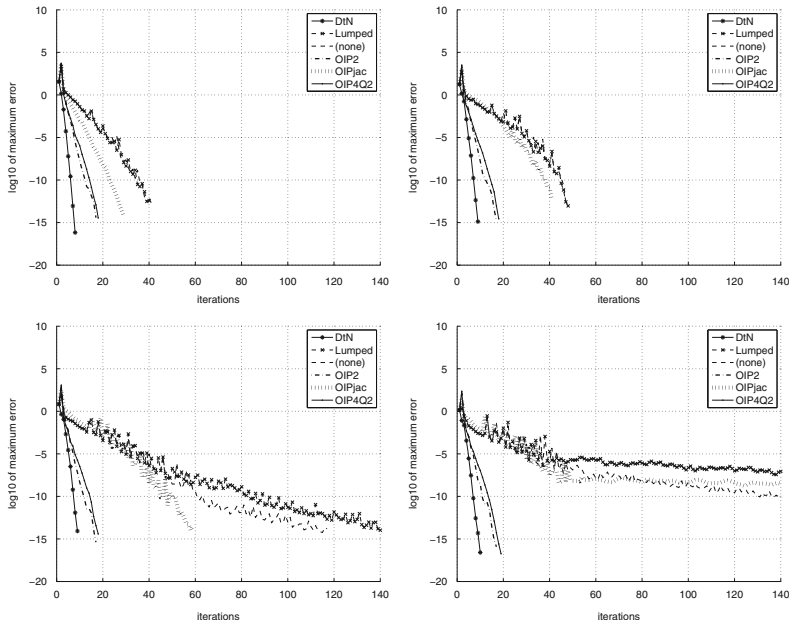 10
5
0
−5
−10
−15
−20
0 20 40 60 80 100 120 140
log10 of maximum error
iterations
DtN
Lumped
(none)
OIP2
OIPjac
OIP4Q2
10
5
0
−5
−10
−15
−20
0 20 40 60 80 100 120 140
log10 of maximum error
iterations
DtN
Lumped
(none)
OIP2
OIPjac
OIP4Q2
10
5
0
−5
−10
−15
−20
0 20 40 60 80 100 120 140
log10 of maximum error
iterations
DtN
Lumped
(none)
OIP2
OIPjac
OIP4Q2
10
5
0
−5
−10
−15
−20
0 20 40 60 80 100 120 140
log10 of maximum error
iterations
DtN
Lumped
(none)
OIP2
OIPjac
OIP4Q2